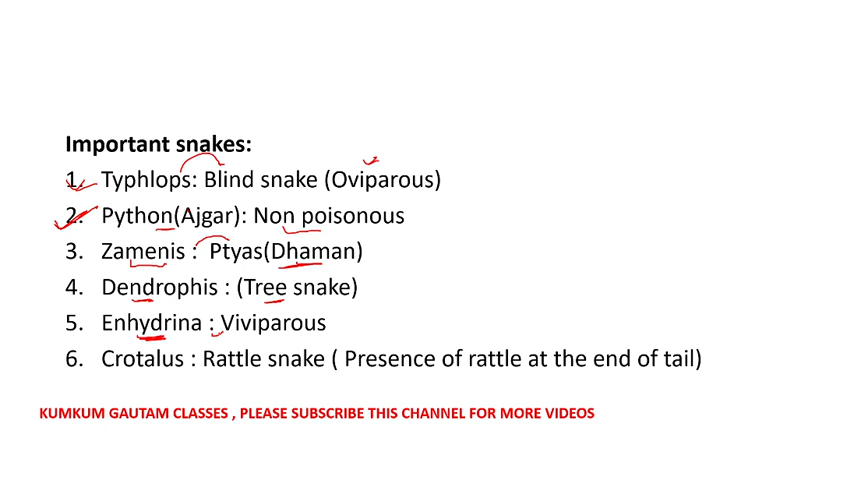 Important snakes:
1. Typhlops: Blind snake (Oviparous)
2. Python(Ajgar): Non poisonous
3. Zamenis : Ptyas(Dhaman)
4. Dendrophis : (Tree snake)
5. Enhydrina : Viviparous
6. Crotalus : Rattle snake ( Presence of rattle at the end of tail)
KUMKUM GAUTAM CLASSES , PLEASE SUBSCRIBE THIS CHANNEL FOR MORE VIDEOS